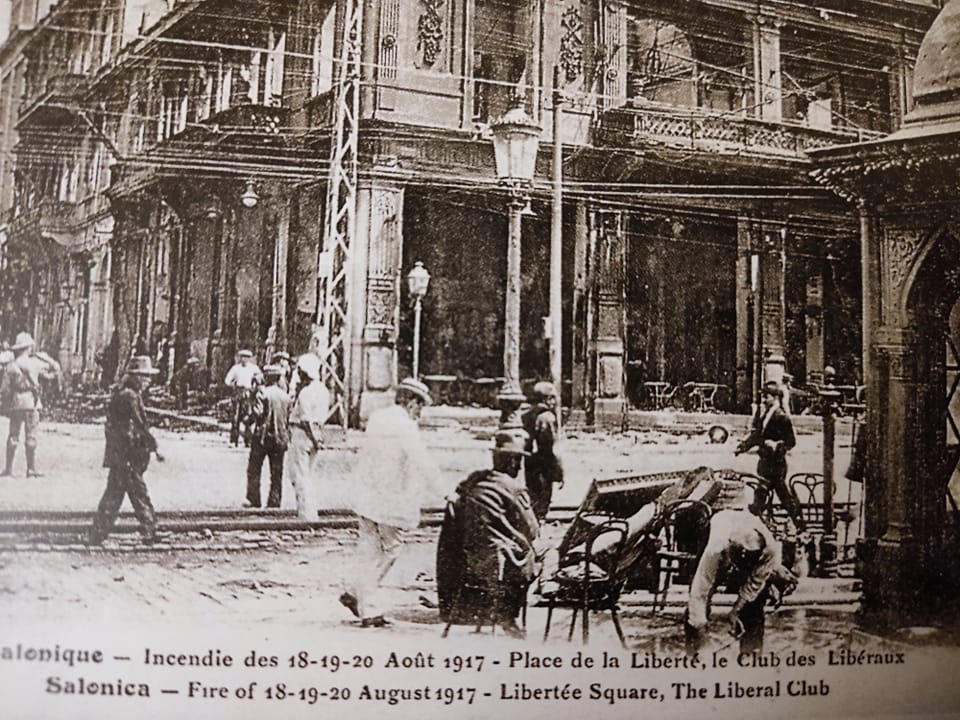 alonique — Incendie des 18-19-20 Août 1917 - Place de la Liberté, le Club des Libéraux
Salonica — Fire of 18-19-20 August 1917 - Libertée Square, The Liberal Club